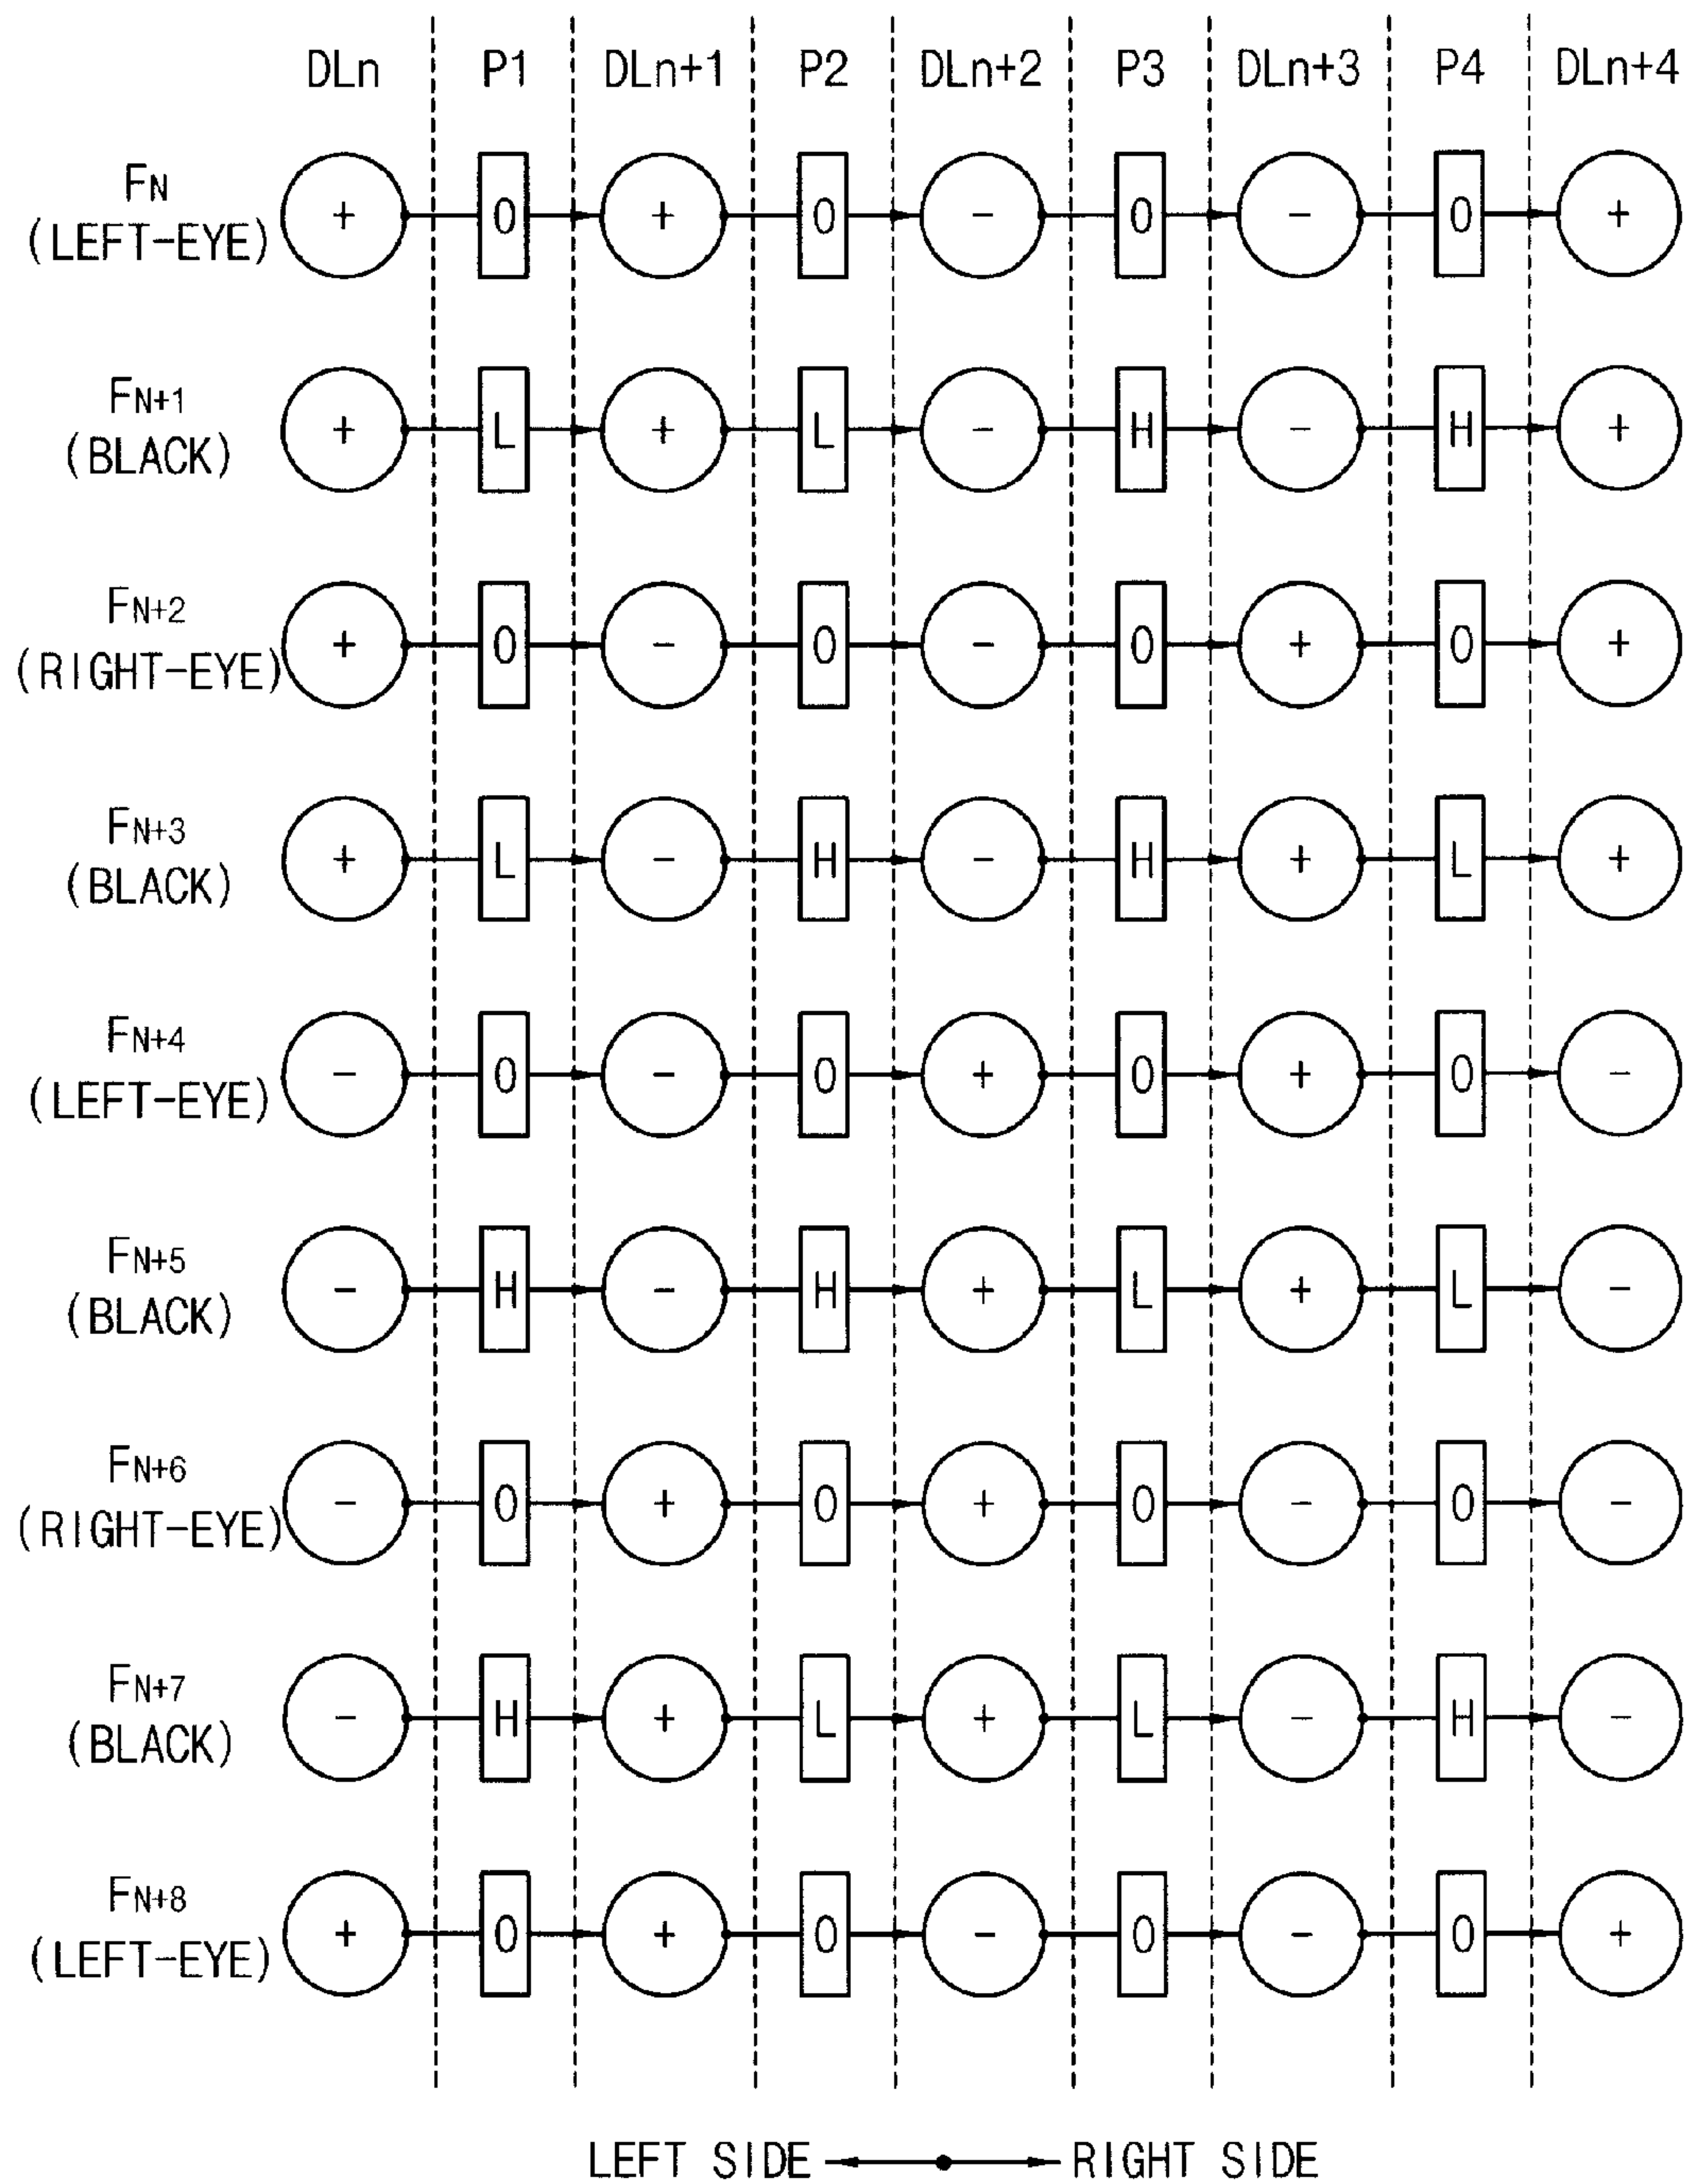 DLn P1 DLn+1 P2 DLn+2 P3 DLn+3 P4 DLn+4
FN
(LEFT-EYE)
+ 0 + 0 - 0 - 0 +
FN+1
(BLACK)
+ L + L - H - H +
FN+2
(RIGHT-EYE)
+ 0 - 0 - 0 + 0 +
FN+3
(BLACK)
+ L - H - H + L +
FN+4
(LEFT-EYE)
- 0 - 0 + 0 + 0 -
FN+5
(BLACK)
- H - H + L + L -
FN+6
(RIGHT-EYE)
- 0 + 0 + 0 - 0 -
FN+7
(BLACK)
- H + L + L - H -
FN+8
(LEFT-EYE)
+ 0 + 0 - 0 - 0 +
LEFT SIDE RIGHT SIDE